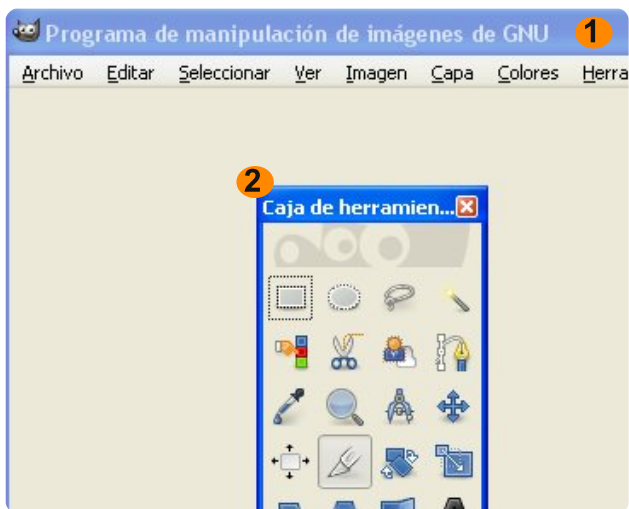 Programa de manipulación de imágenes de GNU 1
Archivo Editar Seleccionar Ver Imagen Capa Colores Herra
2
Caja de herramien...